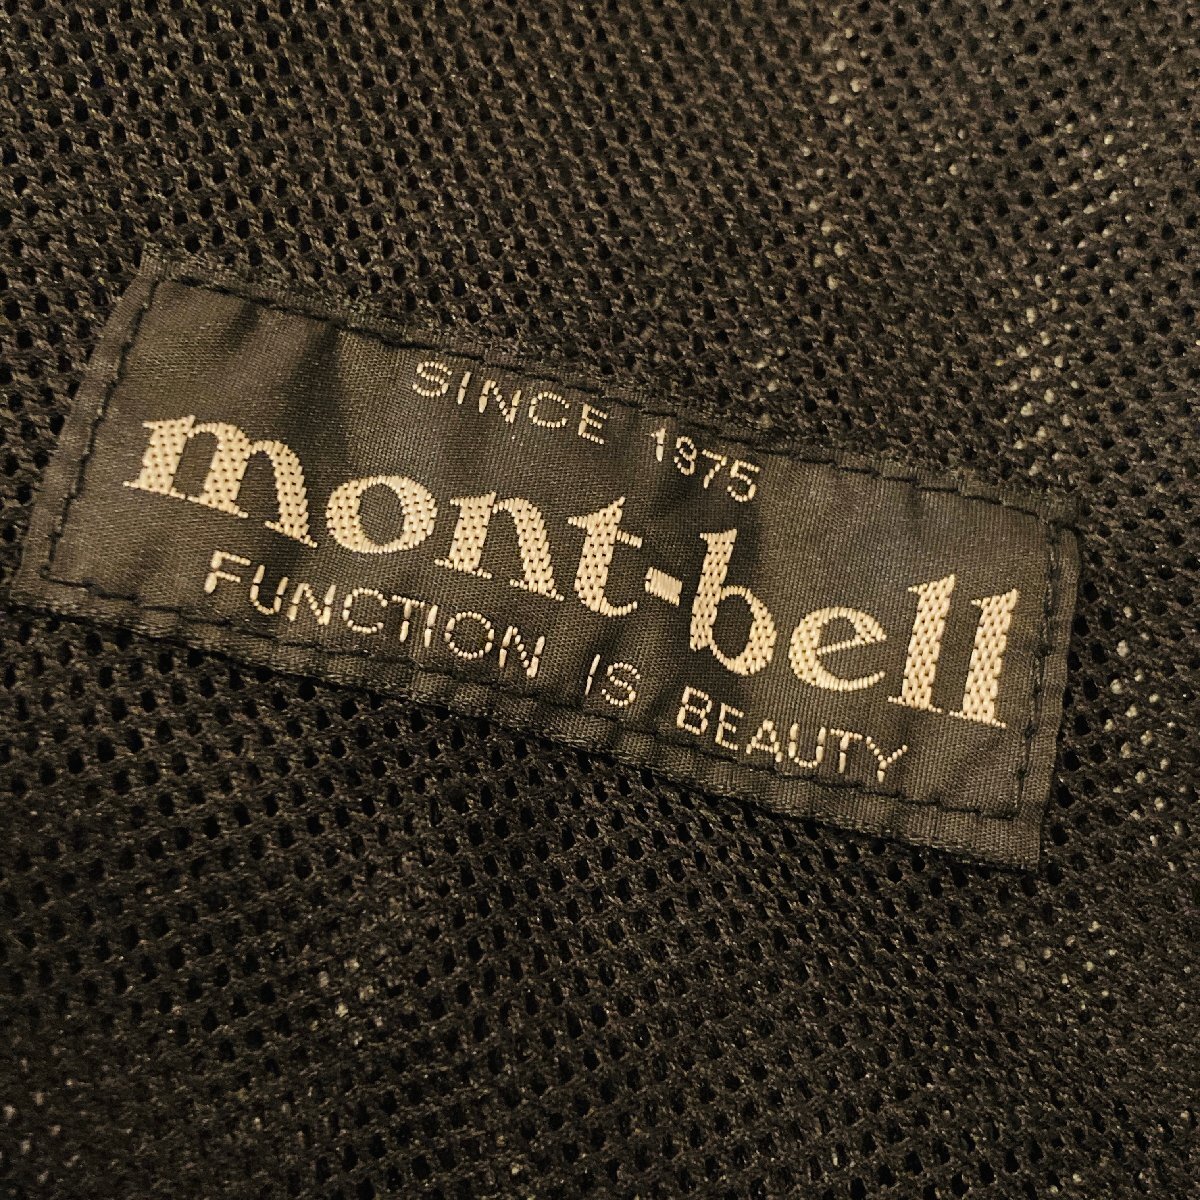 SINCE 1975
mont-bell
FUNCTION IS BEAUTY